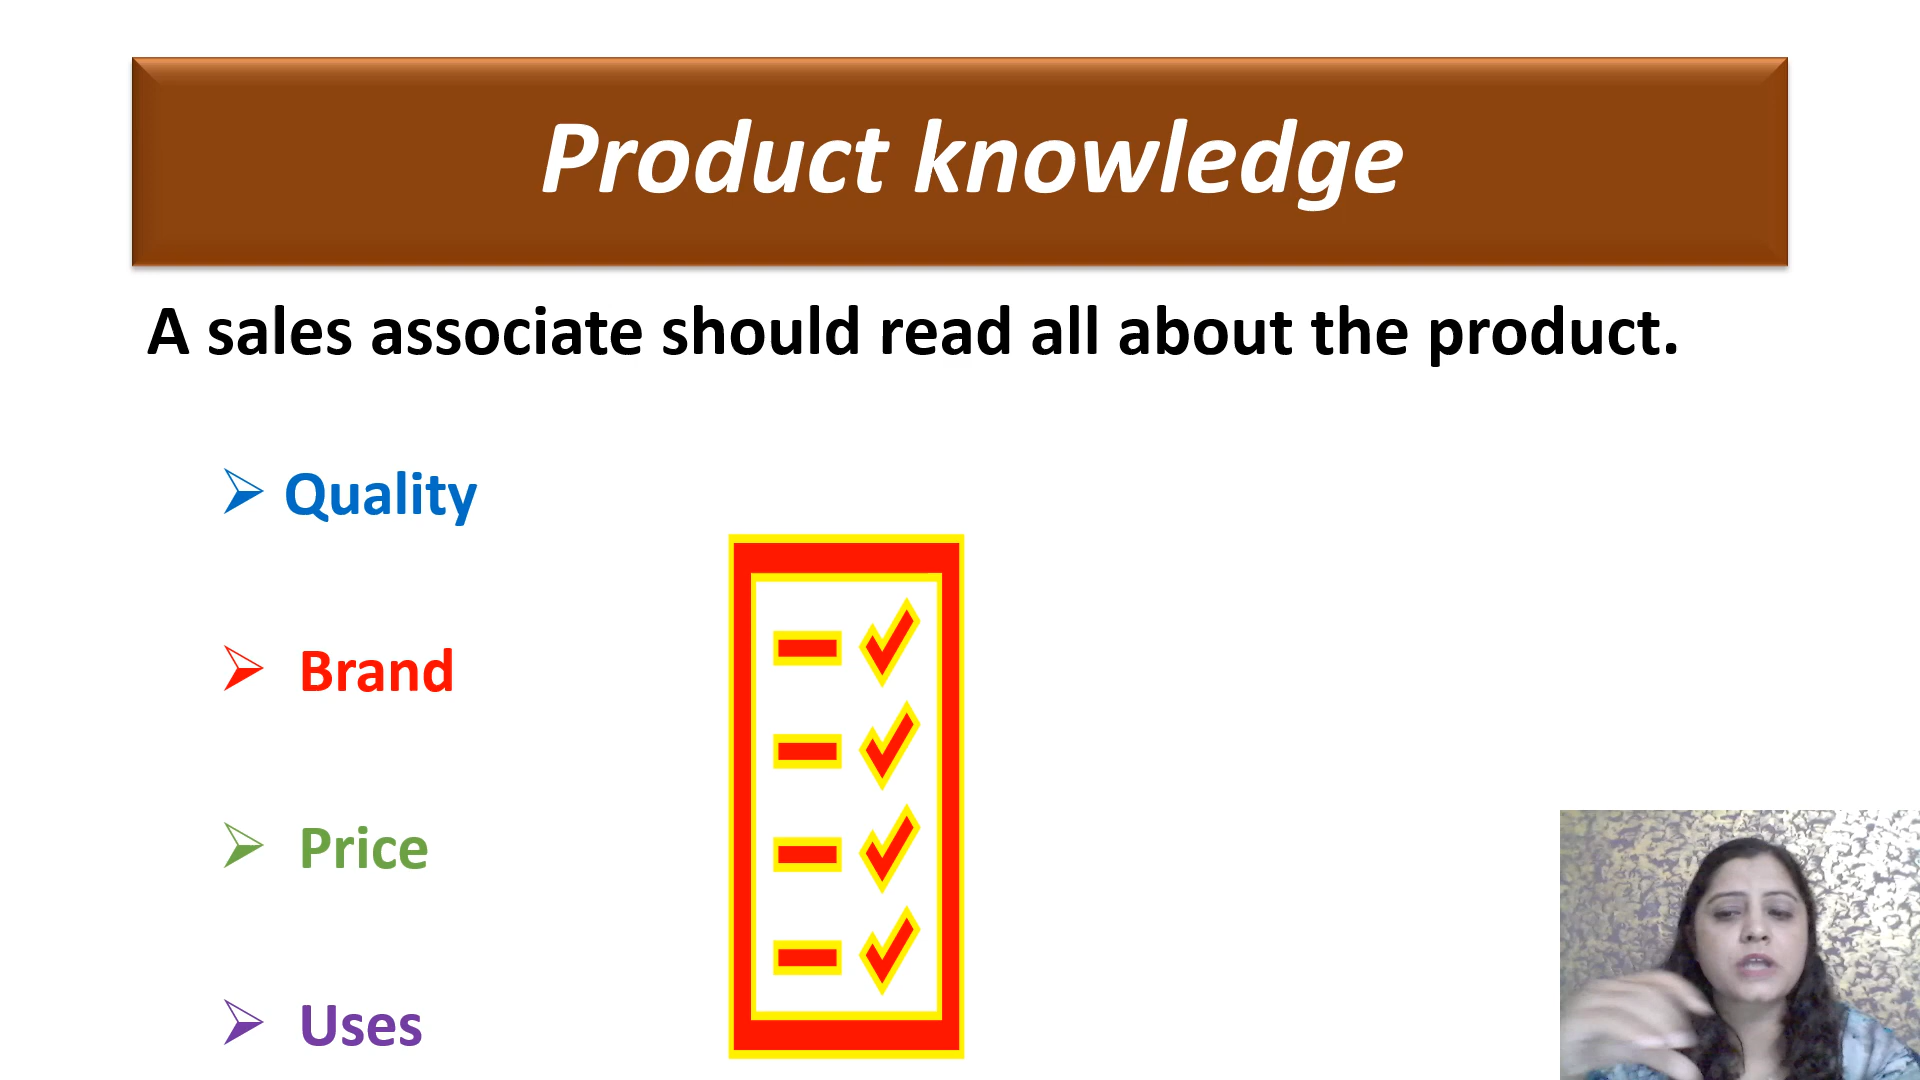 Product knowledge
A sales associate should read all about the product.
Quality
Brand
Price
Uses